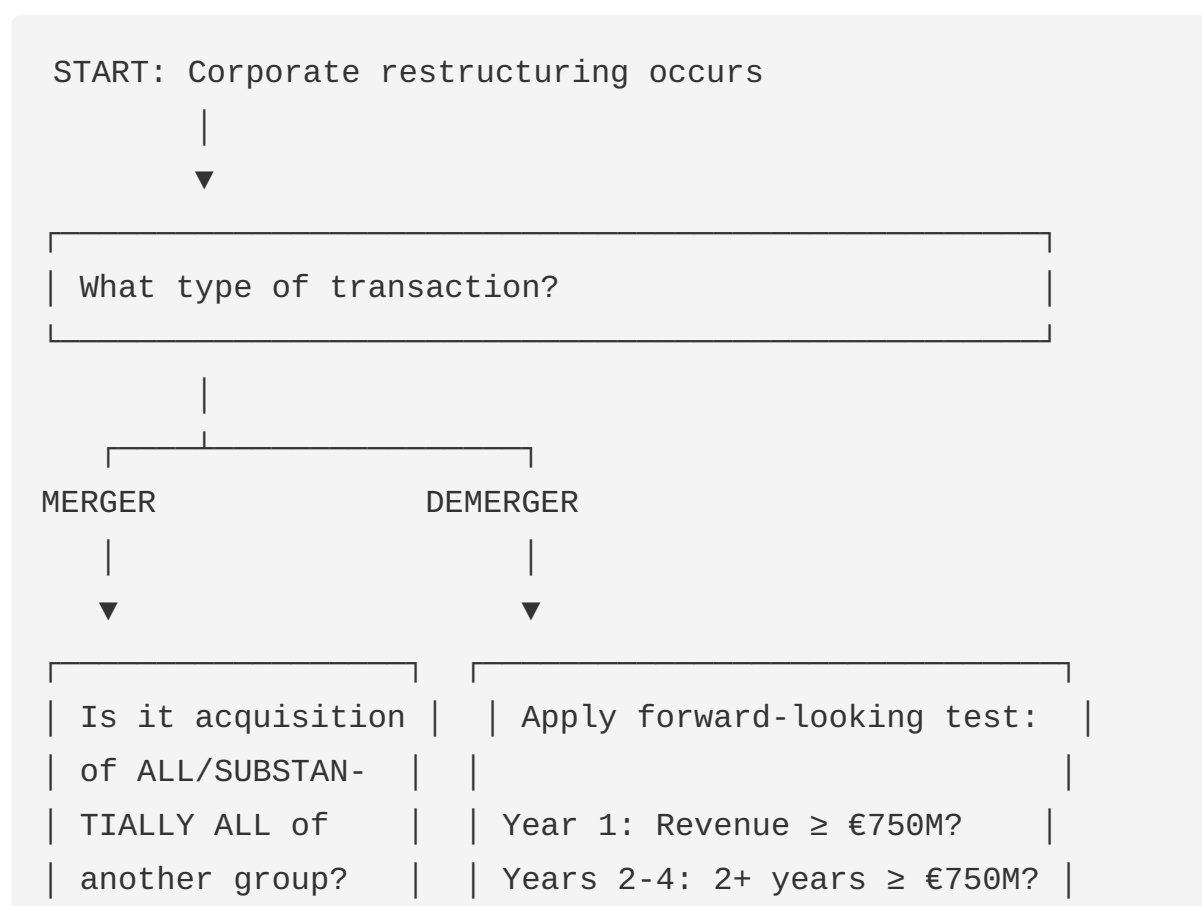 START: Corporate restructuring occurs
What type of transaction?
MERGER DEMERGER
Is it acquisition Apply forward-looking test:
of ALL/SUBSTAN-
TIALLY ALL of Year 1: Revenue ≥ €750M?
another group? Years 2-4: 2+ years ≥ €750M?